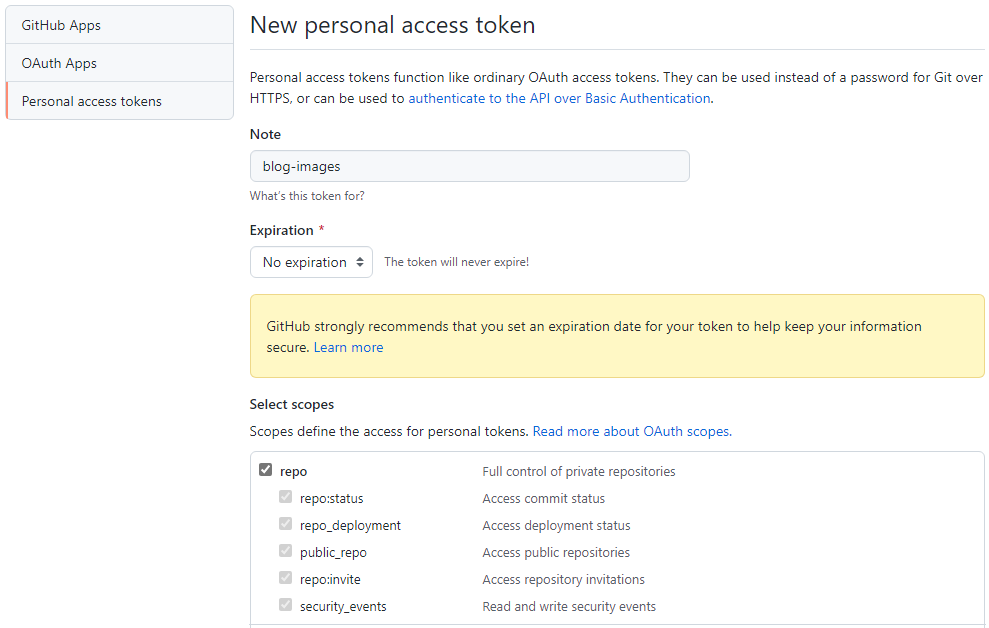 GitHub Apps
OAuth Apps
Personal access tokens
New personal access token
Personal access tokens function like ordinary OAuth access tokens. They can be used instead of a password for Git over
HTTPS, or can be used to authenticate to the API over Basic Authentication.
Note
blog-images
What's this token for?
Expiration *
No expiration
The token will never expire!
GitHub strongly recommends that you set an expiration date for your token to help keep your information
secure. Learn more
Select scopes
Scopes define the access for personal tokens. Read more about OAuth scopes.
repo Full control of private repositories
repo:status Access commit status
repo_deployment Access deployment status
public_repo Access public repositories
repo:invite Access repository invitations
security_events Read and write security events